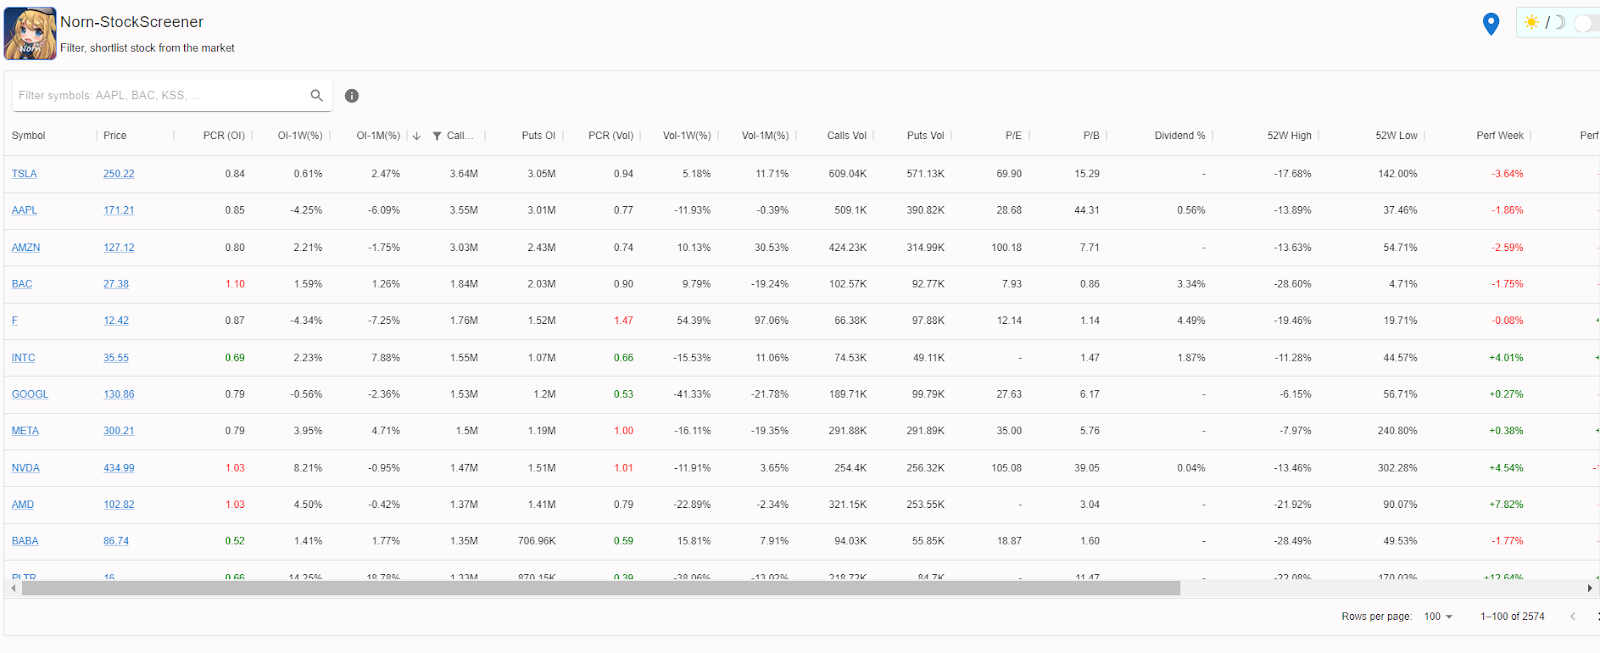 Norn-StockScreener
Filter, shortlist stock from the market
Norn
/
Filter symbols: AAPL, BAC, KSS, ...
Symbol Price PCR (OI) OI-1W(%) OI-1M(%) Call... Puts OI PCR (Vol) Vol-1W(%) Vol-1M(%) Calls Vol Puts Vol P/E P/B Dividend % 52W High 52W Low Perf Week Perf
TSLA 250.22 0.84 0.61% 2.47% 3.64M 3.05M 0.94 5.18% 11.71% 609.04K 571.13K 69.90 15.29 - -17.68% 142.00% -3.64% -
AAPL 171.21 0.85 -4.25% -6.09% 3.55M 3.01M 0.77 -11.93% -0.39% 509.1K 390.82K 28.68 44.31 0.56% -13.89% 37.46% -1.86% -
AMZN 127.12 0.80 2.21% -1.75% 3.03M 2.43M 0.74 10.13% 30.53% 424.23K 314.99K 100.18 7.71 - -13.63% 54.71% -2.59% -
BAC 27.38 1.10 1.59% 1.26% 1.84M 2.03M 0.90 9.79% -19.24% 102.57K 92.77K 7.93 0.86 3.34% -28.60% 4.71% -1.75% -
F 12.42 0.87 -4.34% -7.25% 1.76M 1.52M 1.47 54.39% 97.06% 66.38K 97.88K 12.14 1.14 4.49% -19.46% 19.71% -0.08% +
INTC 35.55 0.69 2.23% 7.88% 1.55M 1.07M 0.66 -15.53% 11.06% 74.53K 49.11K - 1.47 1.87% -11.28% 44.57% +4.01% +
GOOGL 130.86 0.79 -0.56% -2.36% 1.53M 1.2M 0.53 -41.33% -21.78% 189.71K 99.79K 27.63 6.17 - -6.15% 56.71% +0.27% -
META 300.21 0.79 3.95% 4.71% 1.5M 1.19M 1.00 -16.11% -19.35% 291.88K 291.89K 35.00 5.76 - -7.97% 240.80% +0.38% +
NVDA 434.99 1.03 8.21% -0.95% 1.47M 1.51M 1.01 -11.91% 3.65% 254.4K 256.32K 105.08 39.05 0.04% -13.46% 302.28% +4.54% -1
AMD 102.82 1.03 4.50% -0.42% 1.37M 1.41M 0.79 -22.89% -2.34% 321.15K 253.55K - 3.04 - -21.92% 90.07% +7.82% -
BABA 86.74 0.52 1.41% 1.77% 1.35M 706.96K 0.59 15.81% 7.91% 94.03K 55.85K 18.87 1.60 - -28.49% 49.53% -1.77% -
PLTR 16 0.66 14.25% 18.78% 1.33M 870.15K 0.39 -38.06% -13.02% 218.72K 84.7K - 11.47 - -22.08% 170.03% +12.64%
Rows per page: 100 1–100 of 2574